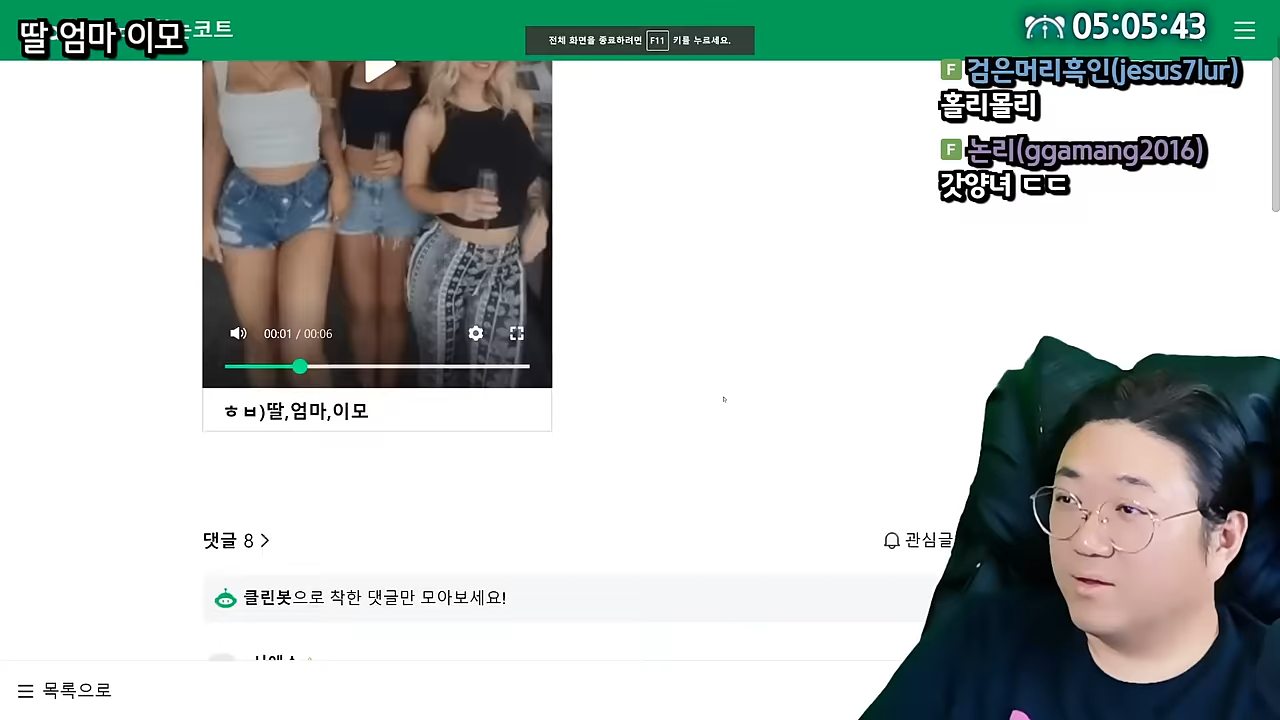 딸 엄마 이모
는코트
전체 화면을 종료하려면 F11 키를 누르세요.
05:05:43
F 검은머리흑인(jesus7lur)
홀리몰리
F 논리(ggamang2016)
갓양녀 ㄷㄷ
00:01 / 00:06
ㅎㅂ)딸,엄마,이모
댓글 8
관심글
클린봇으로 착한 댓글만 모아보세요!
목록으로